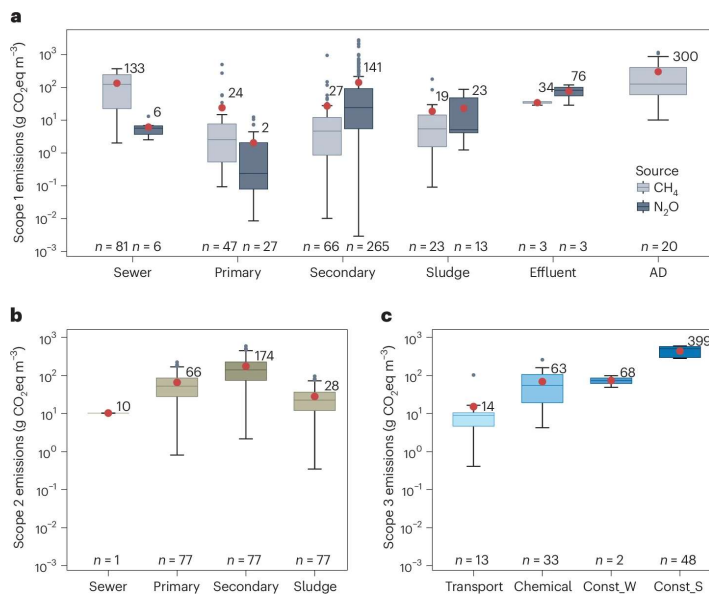 a
Scope 1 emissions (g CO₂eq m⁻³)
10³
10²
10¹
10⁰
10⁻¹
10⁻²
10⁻³
133
6
24
2
27
141
19
23
34
76
300
Source
CH₄
N₂O
n = 81 n = 6
n = 47 n = 27
n = 66 n = 265
n = 23 n = 13
n = 3 n = 3
n = 20
Sewer
Primary
Secondary
Sludge
Effluent
AD
b
Scope 2 emissions (g CO₂eq m⁻³)
10³
10²
10¹
10⁰
10⁻¹
10⁻²
10⁻³
10
66
174
28
n = 1
n = 77
n = 77
n = 77
Sewer
Primary
Secondary
Sludge
c
Scope 3 emissions (g CO₂eq m⁻³)
10³
10²
10¹
10⁰
10⁻¹
10⁻²
10⁻³
14
63
68
399
n = 13
n = 33
n = 2
n = 48
Transport
Chemical
Const_W
Const_S